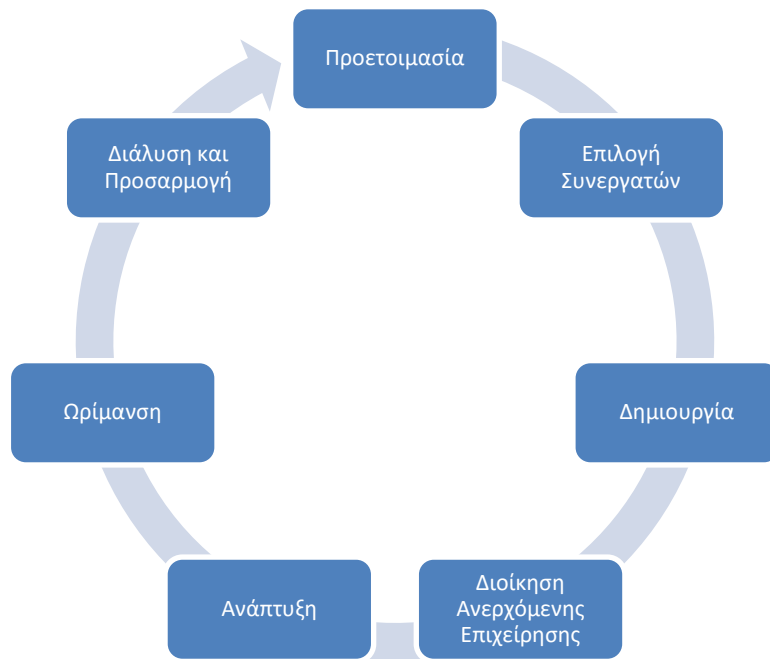 Προετοιμασία
Επιλογή
Συνεργατών
Δημιουργία
Διοίκηση
Ανερχόμενης
Επιχείρησης
Ανάπτυξη
Ωρίμανση
Διάλυση και
Προσαρμογή